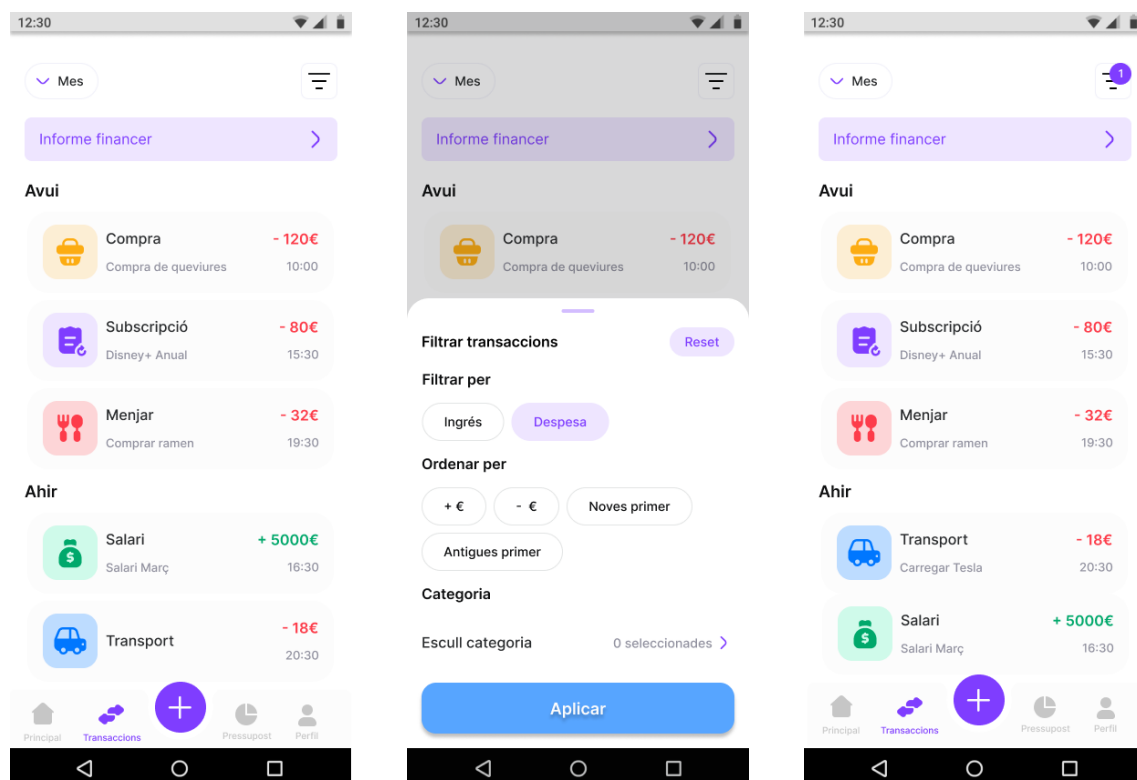 12:30
Mes
Informe financer
Avui
Compra
- 120€
Compra de queviures
10:00
Subscripció
- 80€
Disney+ Anual
15:30
Menjar
- 32€
Comprar ramen
19:30
Ahir
Salari
+ 5000€
Salari Març
16:30
Transport
- 18€
20:30
Principal
Transaccions
Pressupost
Perfil
12:30
Mes
Informe financer
Avui
Compra
- 120€
Compra de queviures
10:00
Filtrar transaccions
Reset
Filtrar per
Ingrés
Despesa
Ordenar per
+ €
- €
Noves primer
Antigues primer
Categoria
Escull categoria
0 seleccionades
Aplicar
12:30
Mes
1
Informe financer
Avui
Compra
- 120€
Compra de queviures
10:00
Subscripció
- 80€
Disney+ Anual
15:30
Menjar
- 32€
Comprar ramen
19:30
Ahir
Transport
- 18€
Carregar Tesla
20:30
Salari
+ 5000€
Salari Març
16:30
Principal
Transaccions
Pressupost
Perfil